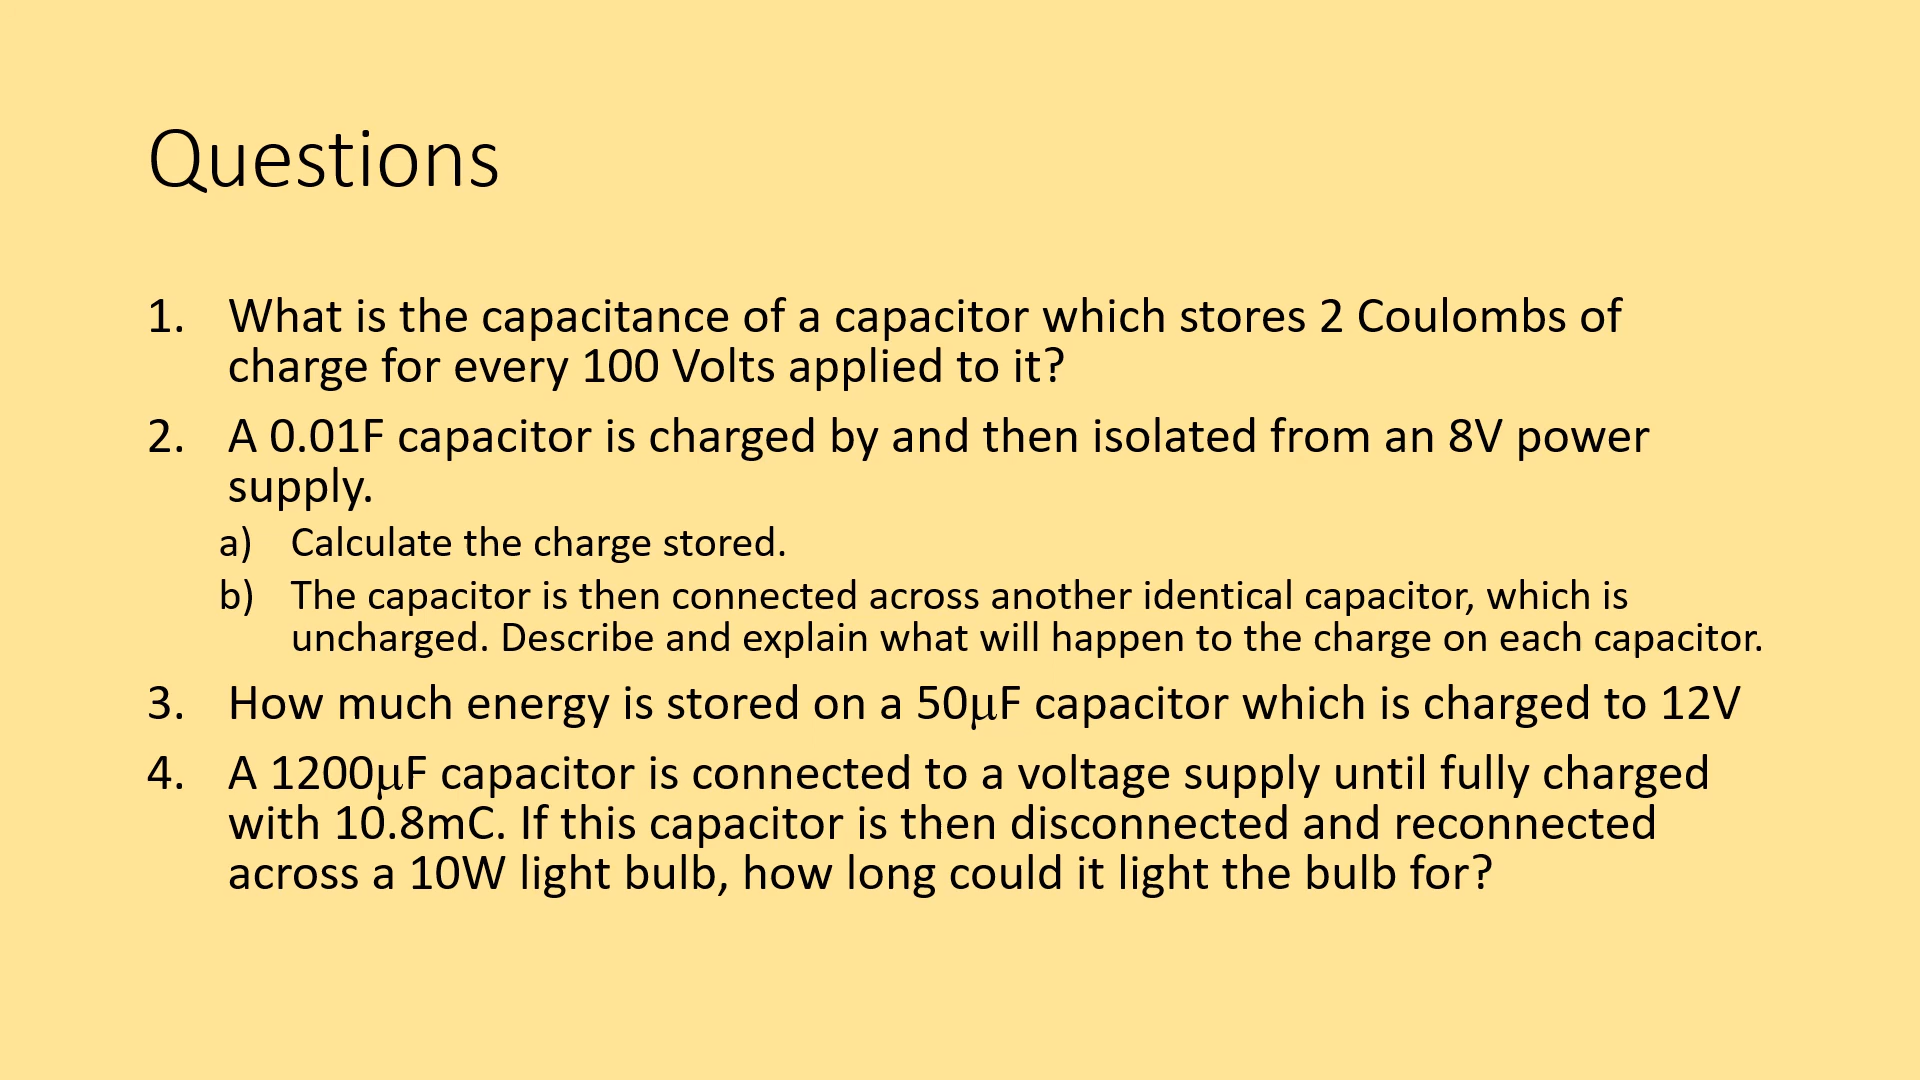 Questions
1. What is the capacitance of a capacitor which stores 2 Coulombs of
charge for every 100 Volts applied to it?
2. A 0.01F capacitor is charged by and then isolated from an 8V power
supply.
a) Calculate the charge stored.
b) The capacitor is then connected across another identical capacitor, which is
uncharged. Describe and explain what will happen to the charge on each capacitor.
3. How much energy is stored on a 50μF capacitor which is charged to 12V
4. A 1200μF capacitor is connected to a voltage supply until fully charged
with 10.8mC. If this capacitor is then disconnected and reconnected
across a 10W light bulb, how long could it light the bulb for?